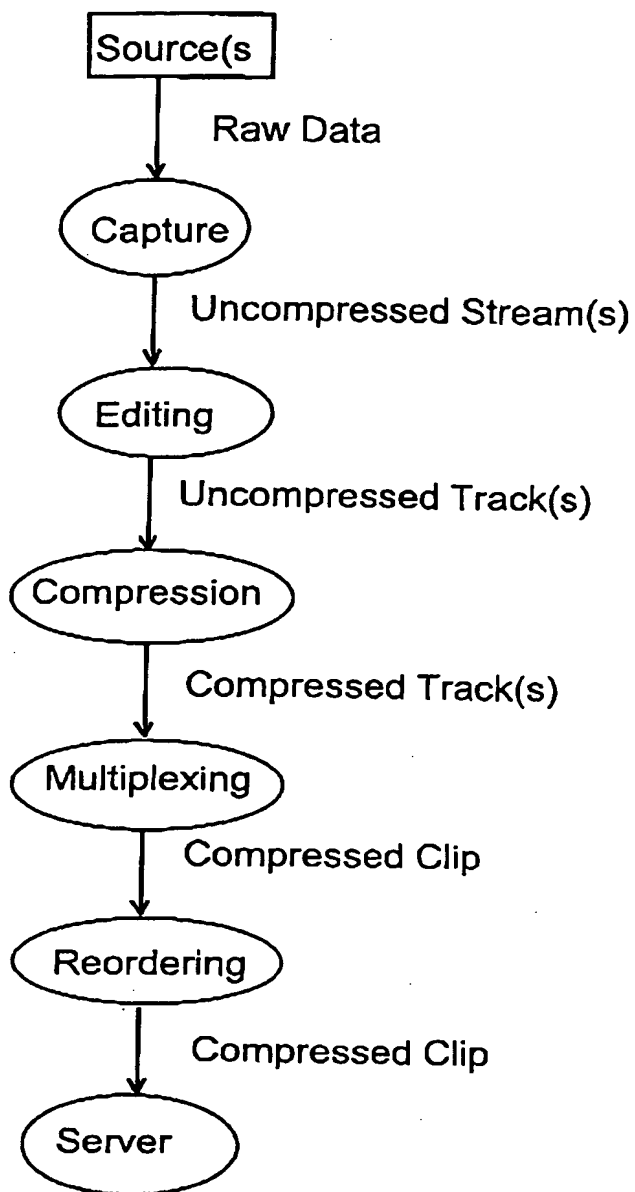 Source(s
Raw Data
Capture
Uncompressed Stream(s)
Editing
Uncompressed Track(s)
Compression
Compressed Track(s)
Multiplexing
Compressed Clip
Reordering
Compressed Clip
Server